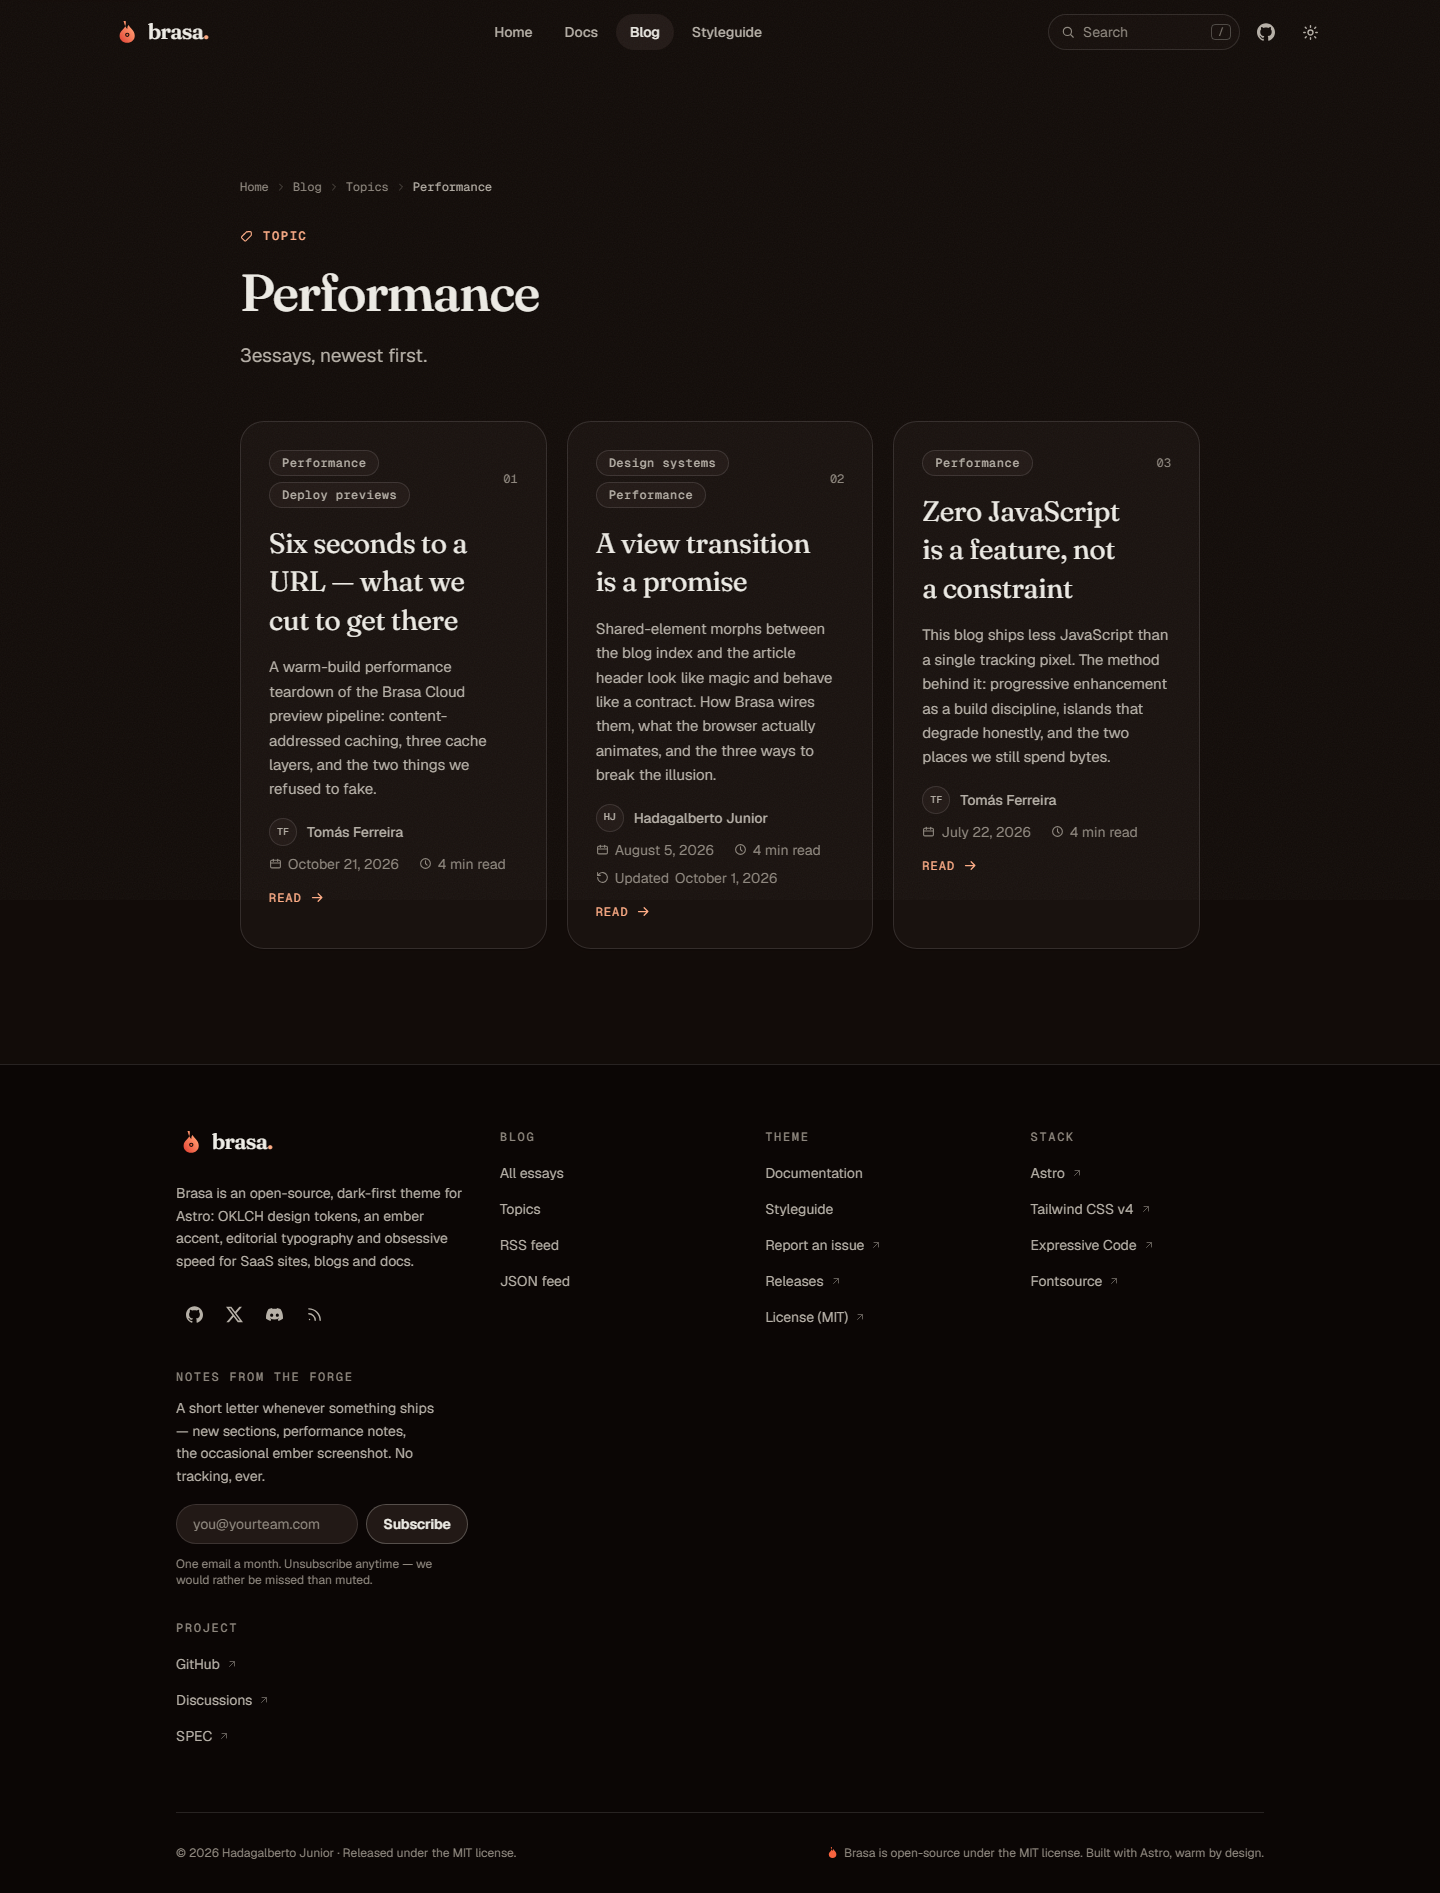 brasa.
Home Docs Blog Styleguide
Search /
Home > Blog > Topics > Performance
TOPIC
Performance
3essays, newest first.
Performance
Deploy previews
01
Six seconds to a
URL — what we
cut to get there
A warm-build performance
teardown of the Brasa Cloud
preview pipeline: content-
addressed caching, three cache
layers, and the two things we
refused to fake.
TF Tomás Ferreira
October 21, 2026 4 min read
READ →
Design systems
Performance
02
A view transition
is a promise
Shared-element morphs between
the blog index and the article
header look like magic and behave
like a contract. How Brasa wires
them, what the browser actually
animates, and the three ways to
break the illusion.
HJ Hadagalberto Junior
August 5, 2026 4 min read
Updated October 1, 2026
READ →
Performance
03
Zero JavaScript
is a feature, not
a constraint
This blog ships less JavaScript than
a single tracking pixel. The method
behind it: progressive enhancement
as a build discipline, islands that
degrade honestly, and the two
places we still spend bytes.
TF Tomás Ferreira
July 22, 2026 4 min read
READ →
brasa.
Brasa is an open-source, dark-first theme for
Astro: OKLCH design tokens, an ember
accent, editorial typography and obsessive
speed for SaaS sites, blogs and docs.
NOTES FROM THE FORGE
A short letter whenever something ships
— new sections, performance notes,
the occasional ember screenshot. No
tracking, ever.
you@yourteam.com Subscribe
One email a month. Unsubscribe anytime — we
would rather be missed than muted.
BLOG
All essays
Topics
RSS feed
JSON feed
THEME
Documentation
Styleguide
Report an issue ↗
Releases ↗
License (MIT) ↗
STACK
Astro ↗
Tailwind CSS v4 ↗
Expressive Code ↗
Fontsource ↗
PROJECT
GitHub ↗
Discussions ↗
SPEC ↗
© 2026 Hadagalberto Junior · Released under the MIT license.
Brasa is open-source under the MIT license. Built with Astro, warm by design.